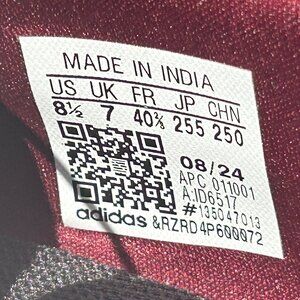 MADE IN INDIA
US UK FR JP CHN
8½ 7 40⅔ 255 250
08/24
APC 011001
A.ID6517
#135047013
adidas &RZRD4P600072